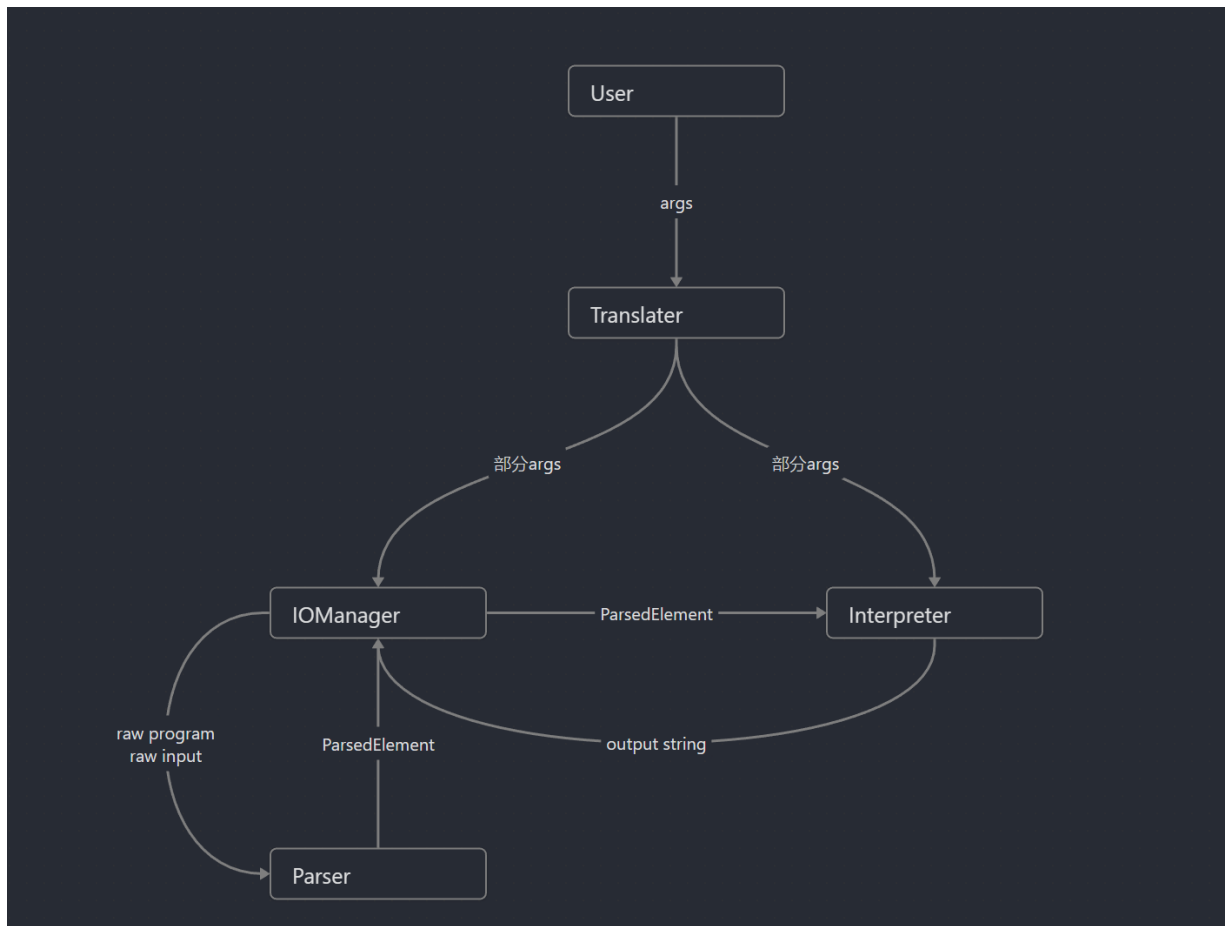 User
args
Translater
部分args
部分args
IOManager
ParsedElement
Interpreter
raw program
raw input
ParsedElement
output string
Parser